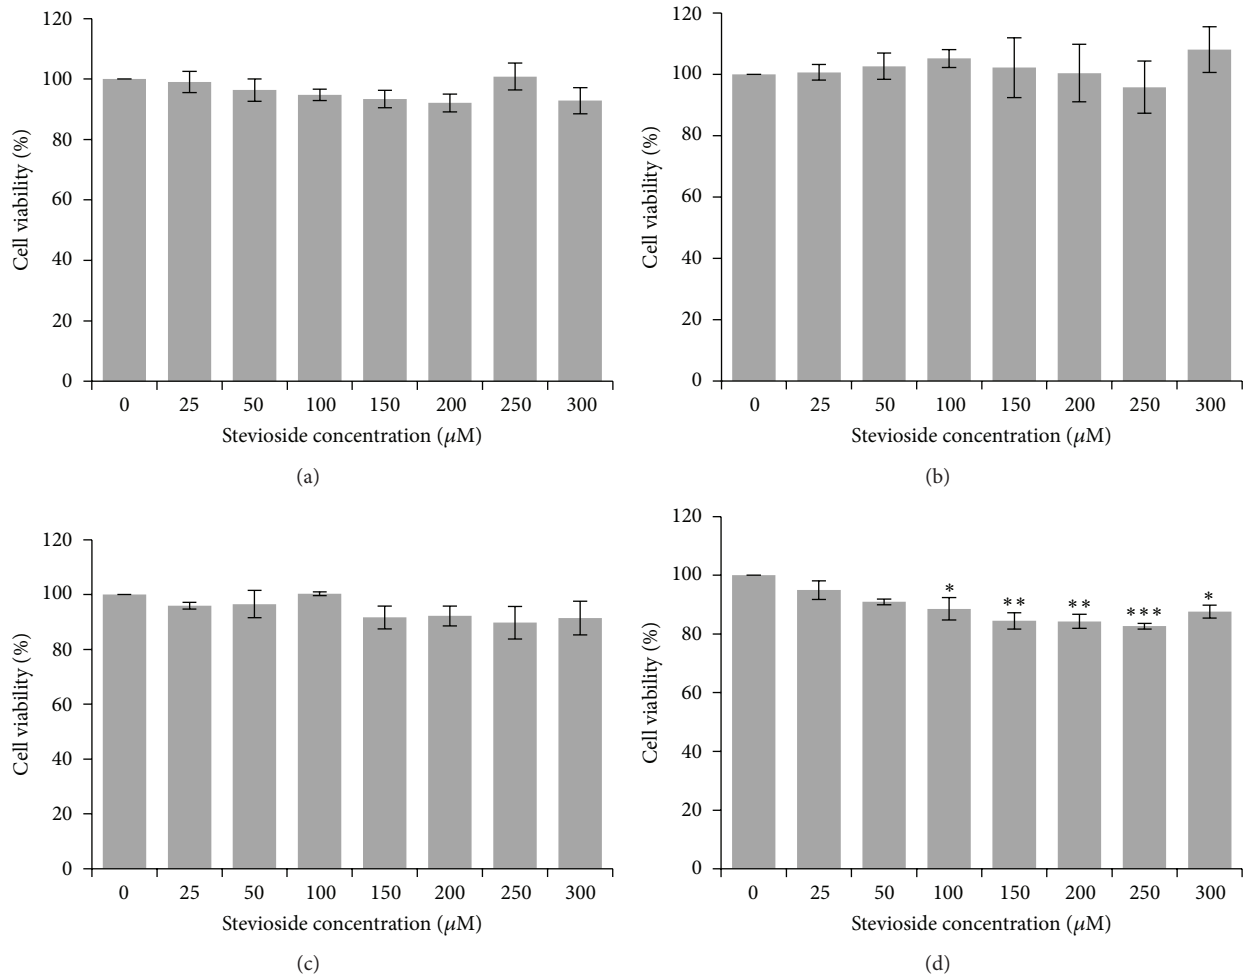 120
100
80
60
40
20
0
Cell viability (%)
0 25 50 100 150 200 250 300
Stevioside concentration (μM)
(a)
120
100
80
60
40
20
0
Cell viability (%)
0 25 50 100 150 200 250 300
Stevioside concentration (μM)
(b)
120
100
80
60
40
20
0
Cell viability (%)
0 25 50 100 150 200 250 300
Stevioside concentration (μM)
(c)
120
100
80
60
40
20
0
Cell viability (%)
* ** ** *** *
0 25 50 100 150 200 250 300
Stevioside concentration (μM)
(d)